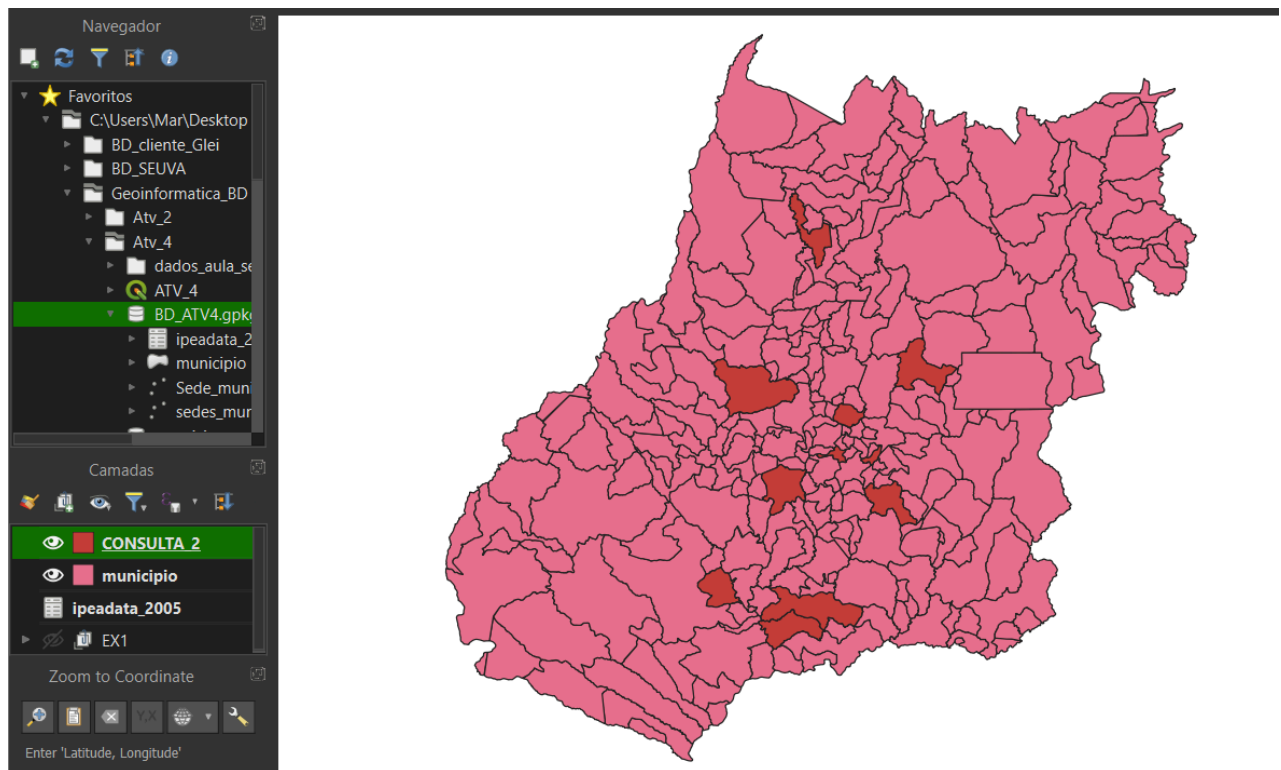 Navegador
Favoritos
C:\Users\Mar\Desktop
BD_cliente_Glei
BD_SEUVA
Geoinformatica_BD
Atv_2
Atv_4
dados_aula_se
ATV_4
BD_ATV4.gpkg
ipeadata_2
municipio
Sede_muni
sedes_mur
Camadas
CONSULTA_2
municipio
ipeadata_2005
EX1
Zoom to Coordinate
Y,X
Enter 'Latitude, Longitude'